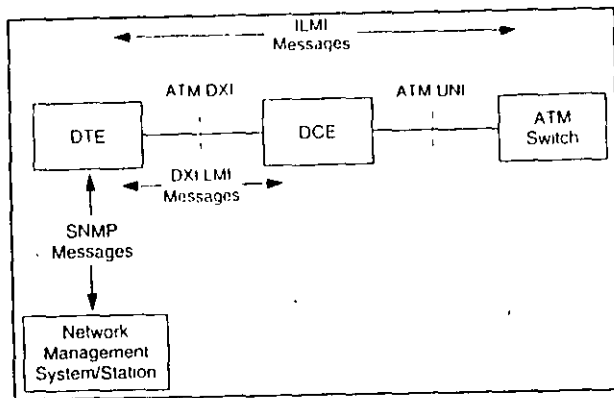 ILMI
Messages
ATM DXI
ATM UNI
DTE
DCE
ATM
Switch
DXI LMI
Messages
SNMP
Messages
Network
Management
System/Station